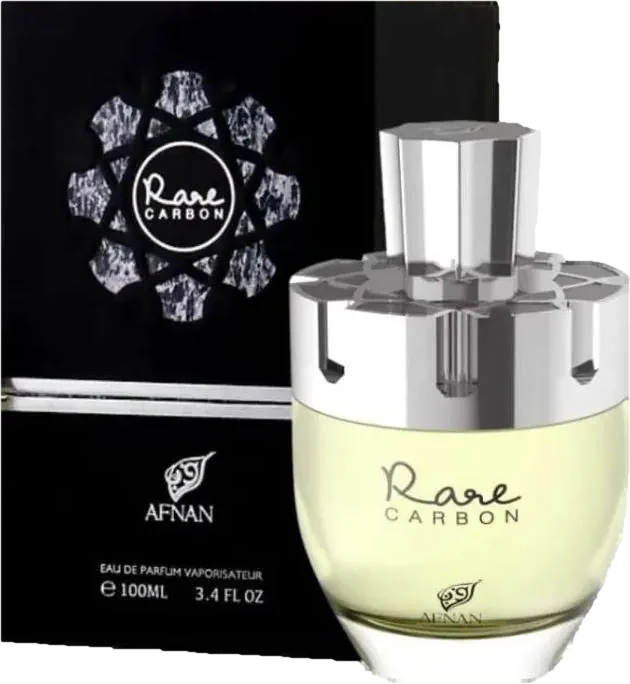 Rare
CARBON
AFNAN
EAU DE PARFUM VAPORISATEUR
e 100ML 3.4 FL OZ
Rare
CARBON
AFNAN